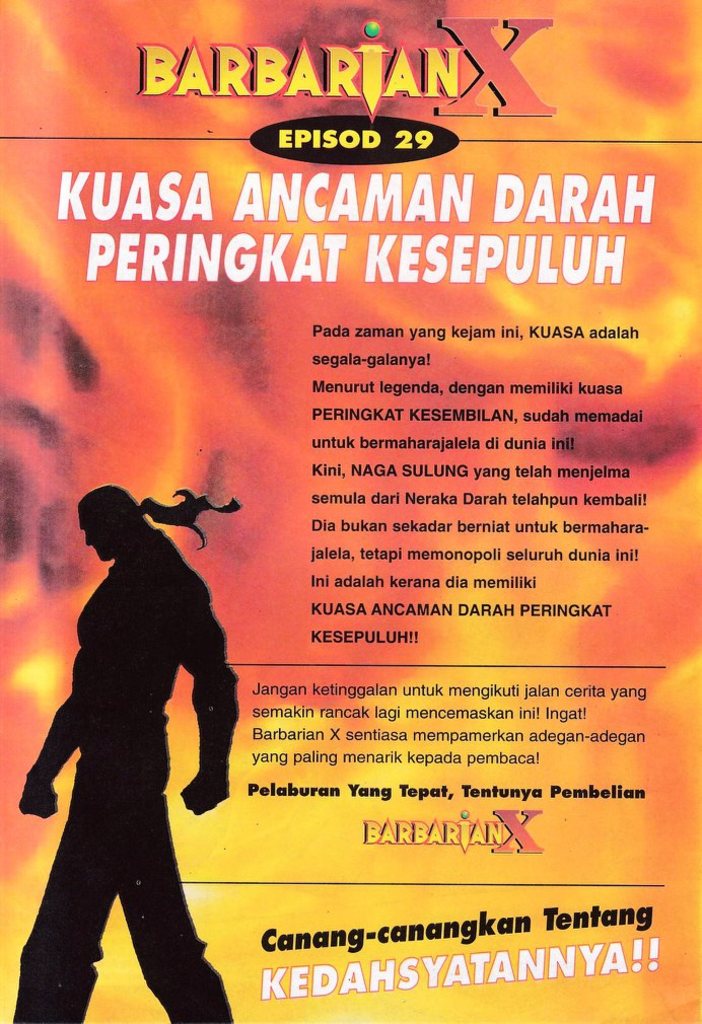 BARBARIAN X
EPISOD 29
KUASA ANCAMAN DARAH
PERINGKAT KESEPULUH
Pada zaman yang kejam ini, KUASA adalah
segala-galanya!
Menurut legenda, dengan memiliki kuasa
PERINGKAT KESEMBILAN, sudah memadai
untuk bermaharajalela di dunia ini!
Kini, NAGA SULUNG yang telah menjelma
semula dari Neraka Darah telahpun kembali!
Dia bukan sekadar berniat untuk bermahara-
jalela, tetapi memonopoli seluruh dunia ini!
Ini adalah kerana dia memiliki
KUASA ANCAMAN DARAH PERINGKAT
KESEPULUH!!
Jangan ketinggalan untuk mengikuti jalan cerita yang
semakin rancak lagi mencemaskan ini! Ingat!
Barbarian X sentiasa mempamerkan adegan-adegan
yang paling menarik kepada pembaca!
Pelaburan Yang Tepat, Tentunya Pembelian
BARBARIAN X
Canang-canangkan Tentang
KEDAHSYATANNYA!!